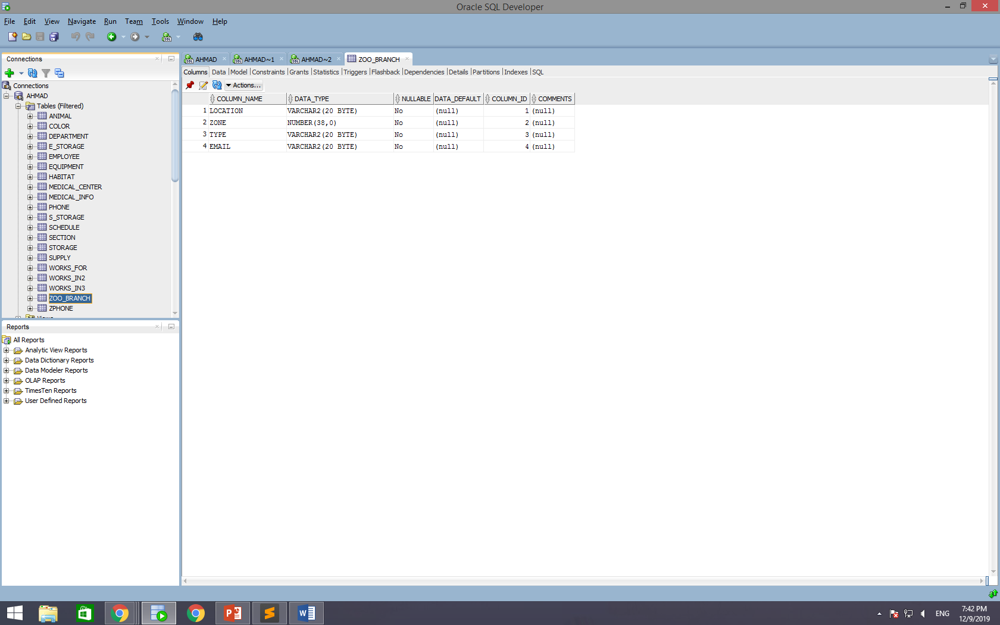 Oracle SQL Developer
File Edit View Navigate Run Team Tools Window Help
Connections
Connections
AHMAD
Tables (Filtered)
ANIMAL
COLOR
DEPARTMENT
E_STORAGE
EMPLOYEE
EQUIPMENT
HABITAT
MEDICAL_CENTER
MEDICAL_INFO
PHONE
S_STORAGE
SCHEDULE
SECTION
STORAGE
SUPPLY
WORKS_FOR
WORKS_IN2
WORKS_IN3
ZOO_BRANCH
ZPHONE
Views
Reports
All Reports
Analytic View Reports
Data Dictionary Reports
Data Modeler Reports
OLAP Reports
TimesTen Reports
User Defined Reports
AHMAD AHMAD~1 AHMAD~2 ZOO_BRANCH
Columns Data Model Constraints Grants Statistics Triggers Flashback Dependencies Details Partitions Indexes SQL
Actions...
COLUMN_NAME DATA_TYPE NULLABLE DATA_DEFAULT COLUMN_ID COMMENTS
1 LOCATION VARCHAR2(20 BYTE) No (null) 1 (null)
2 ZONE NUMBER(38,0) No (null) 2 (null)
3 TYPE VARCHAR2(20 BYTE) No (null) 3 (null)
4 EMAIL VARCHAR2(20 BYTE) No (null) 4 (null)
ENG
7:42 PM
12/9/2019